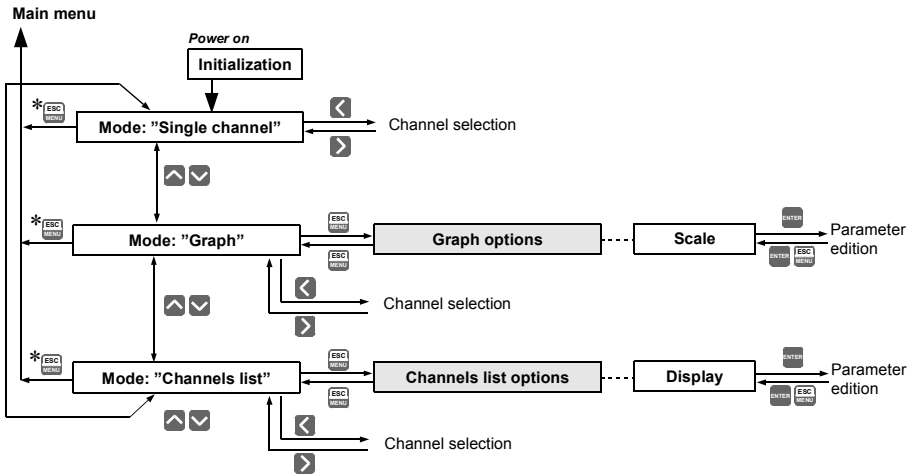 Main menu
Power on
Initialization
*
ESC
MENU
Mode: ”Single channel”
Channel selection
*
ESC
MENU
Mode: ”Graph”
ESC
MENU
ESC
MENU
Graph options
Scale
ENTER
ENTER
ESC
MENU
Parameter
edition
Channel selection
*
ESC
MENU
Mode: ”Channels list”
ESC
MENU
ESC
MENU
Channels list options
Display
ENTER
ENTER
ESC
MENU
Parameter
edition
Channel selection